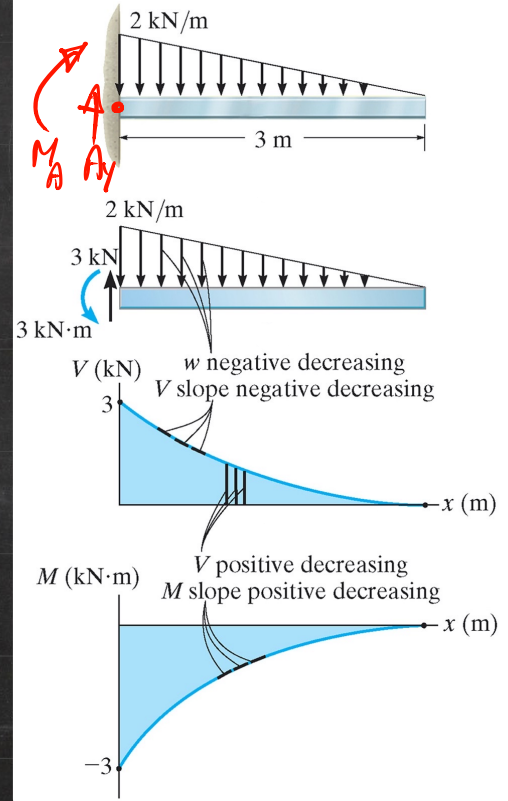 2 kN/m
A
M_A A_y
3 m
2 kN/m
3 kN
3 kN·m
w negative decreasing
V (kN)
V slope negative decreasing
3
x (m)
V positive decreasing
M (kN·m)
M slope positive decreasing
x (m)
−3